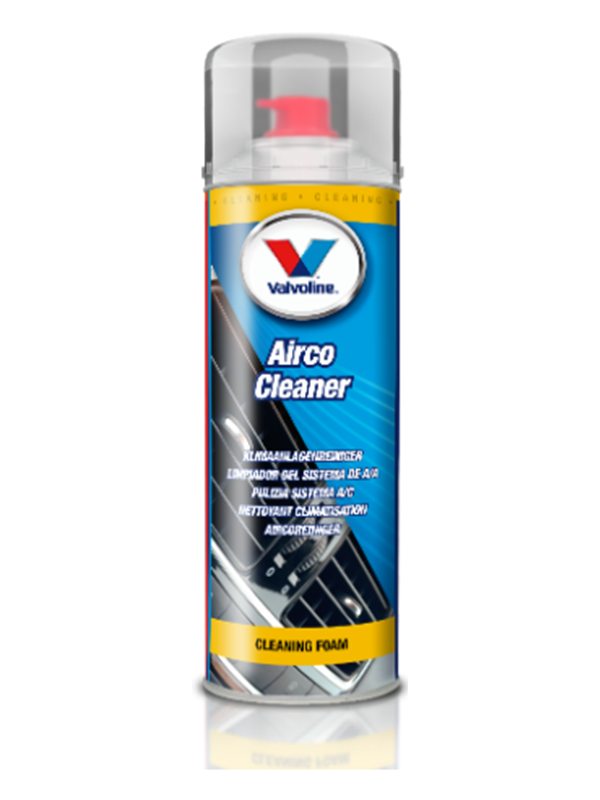 • CLEANING • CLEANING •
Valvoline.
Airco
Cleaner
KLIMAANLAGENREINIGER
LIMPIADOR DEL SISTEMA DE A/A
PULIZIA SISTEMA A/C
NETTOYANT CLIMATISATION
AIRCOREINIGER
CLEANING FOAM